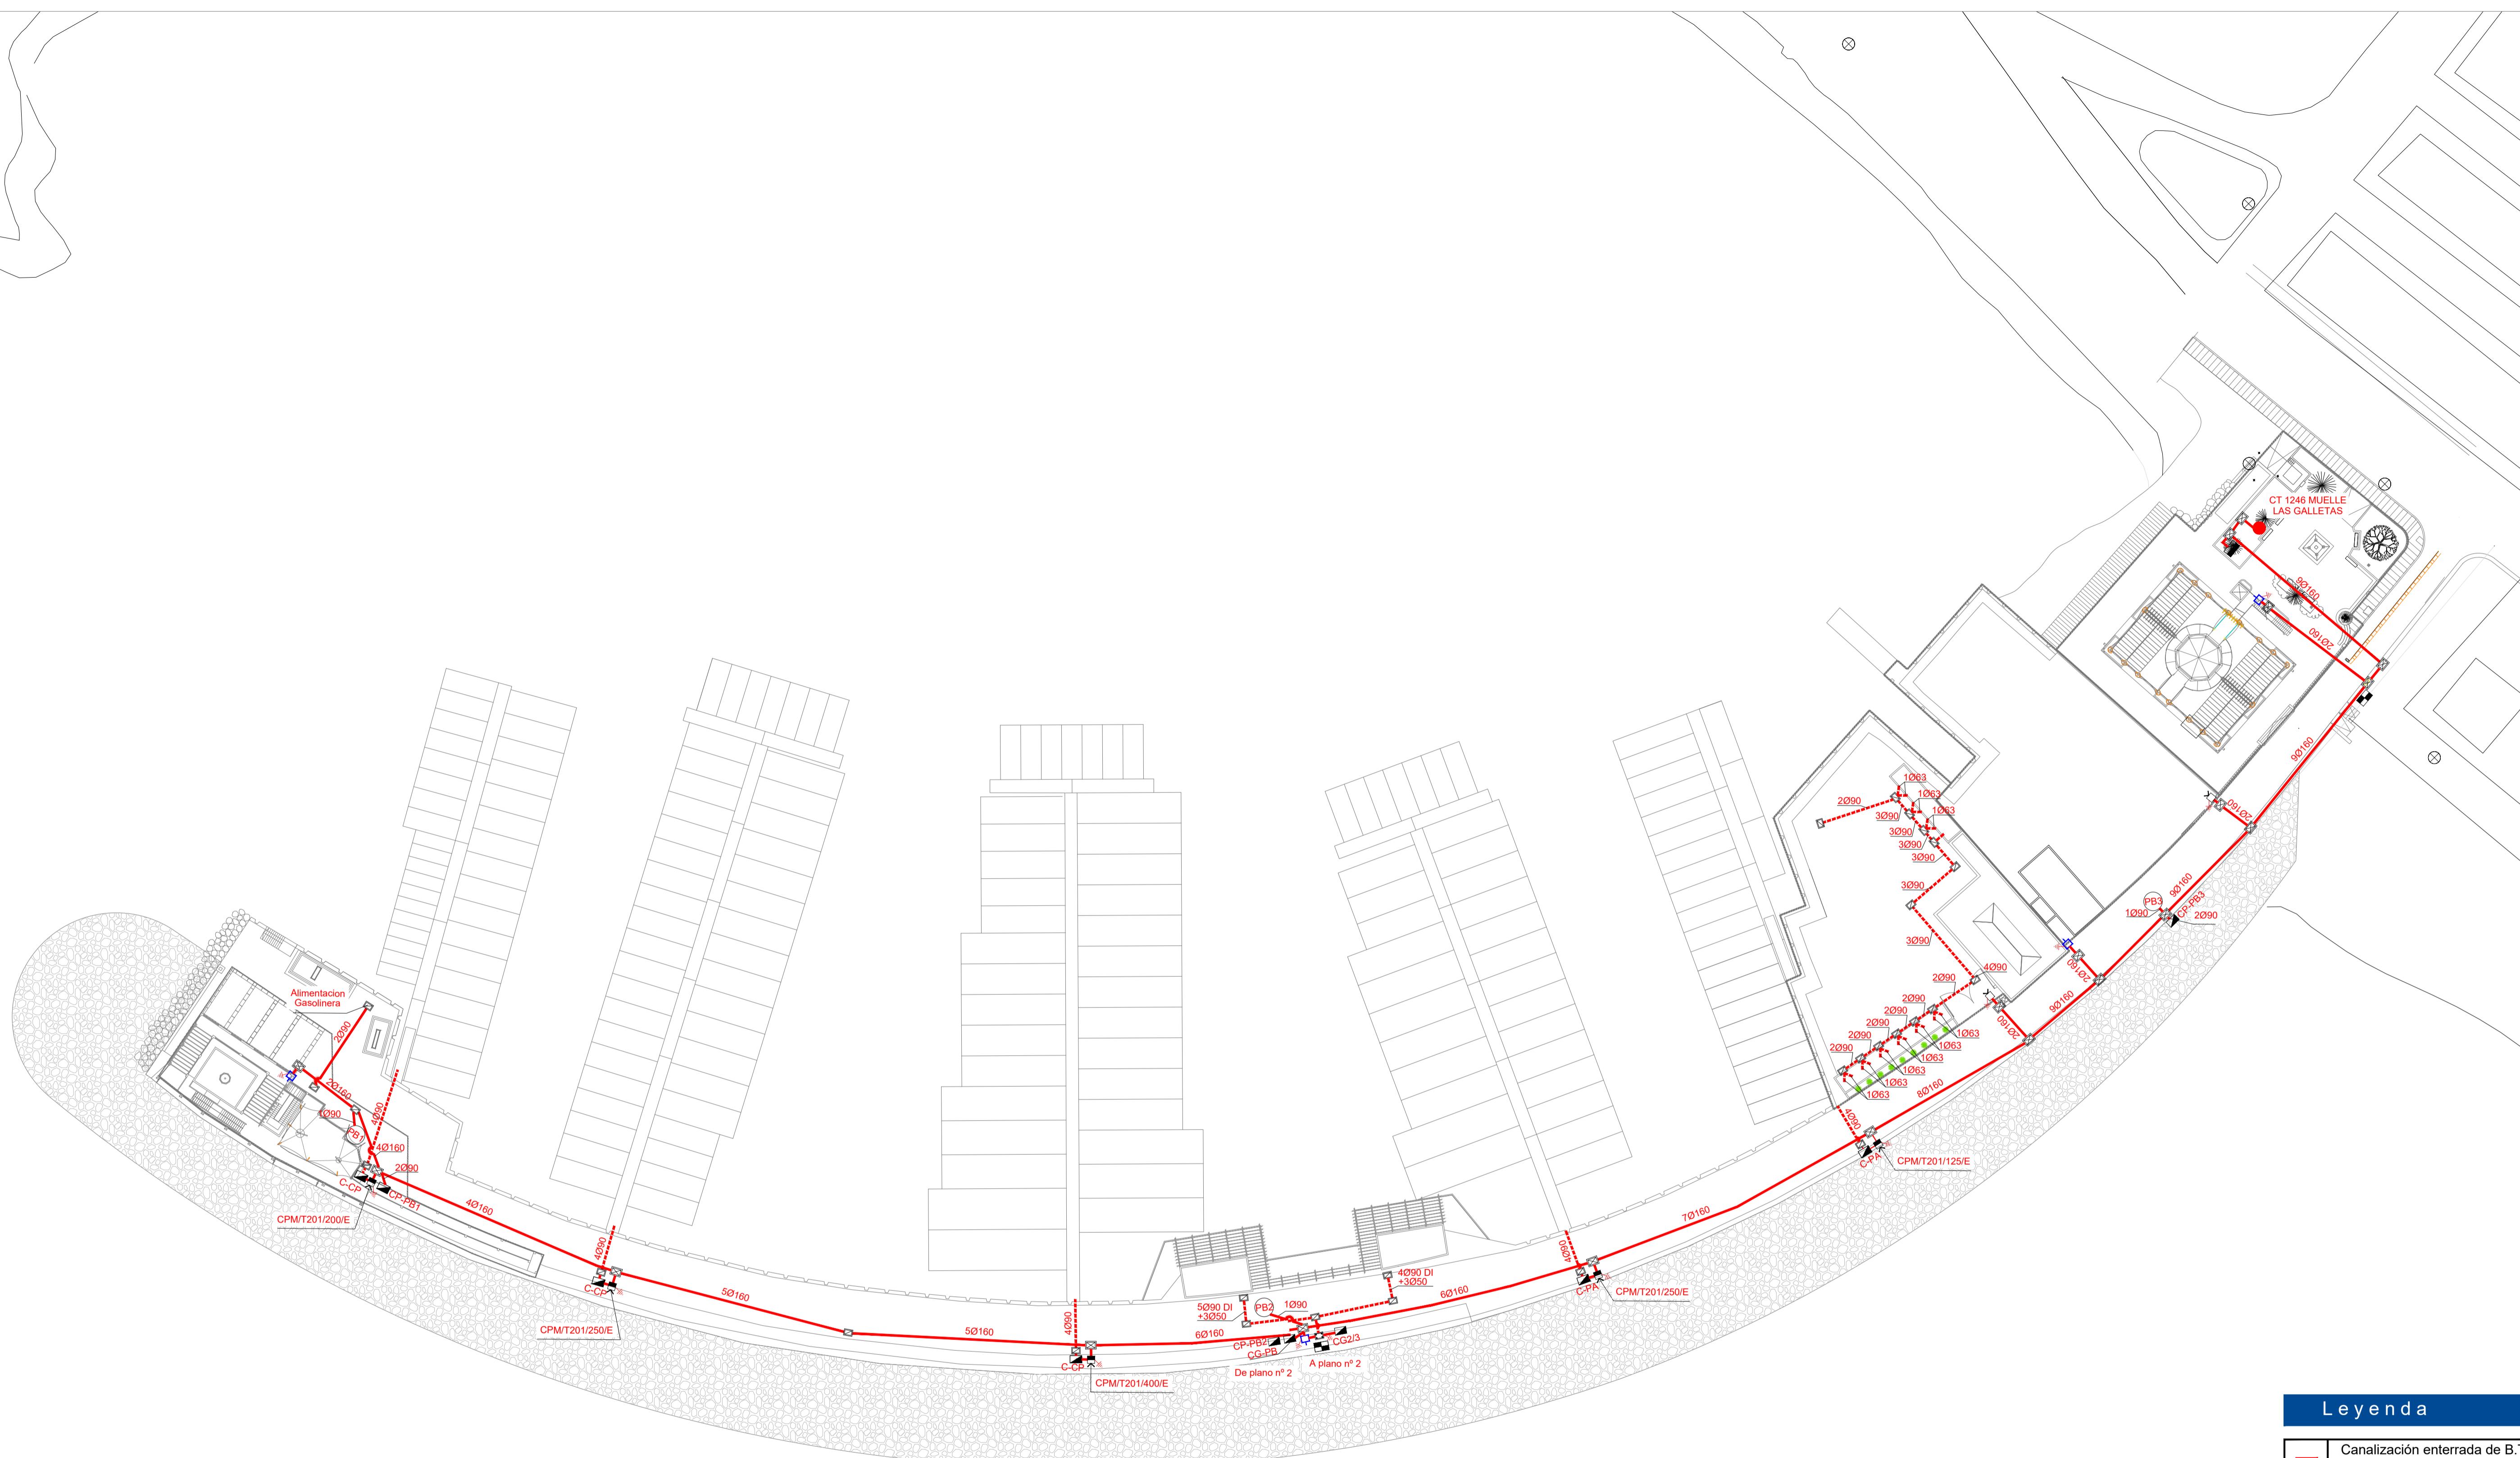 CT 1246 MUELLE
LAS GALLETAS
9Ø160
2Ø160
9Ø160
2Ø160
1Ø63
1Ø63
1Ø63
2Ø90
3Ø90
3Ø90
3Ø90
3Ø90
3Ø90
3Ø90
9Ø160
PB3
CP-PB3
1Ø90
2Ø90
2Ø160
9Ø160
4Ø90
2Ø90
2Ø90
2Ø90
2Ø90
2Ø90
2Ø90
2Ø160
1Ø63
1Ø63
1Ø63
1Ø63
1Ø63
1Ø63
8Ø160
4Ø90
C-PA
CPM/T201/125/E
Alimentacion
Gasolinera
2Ø90
2Ø160
1Ø90
PB1
4Ø90
4Ø160
2Ø90
C-CP
CP-PB1
CPM/T201/200/E
4Ø160
4Ø90
C-CP
CPM/T201/250/E
5Ø160
5Ø160
4Ø90
C-CP
CPM/T201/400/E
6Ø160
5Ø90 DI
+3Ø50
PB2
1Ø90
4Ø90 DI
+3Ø50
CP-PB2
CG-PB
CG2/3
De plano nº 2
A plano nº 2
6Ø160
4Ø90
C-PA
CPM/T201/250/E
7Ø160
Leyenda
Canalización enterrada de B.T